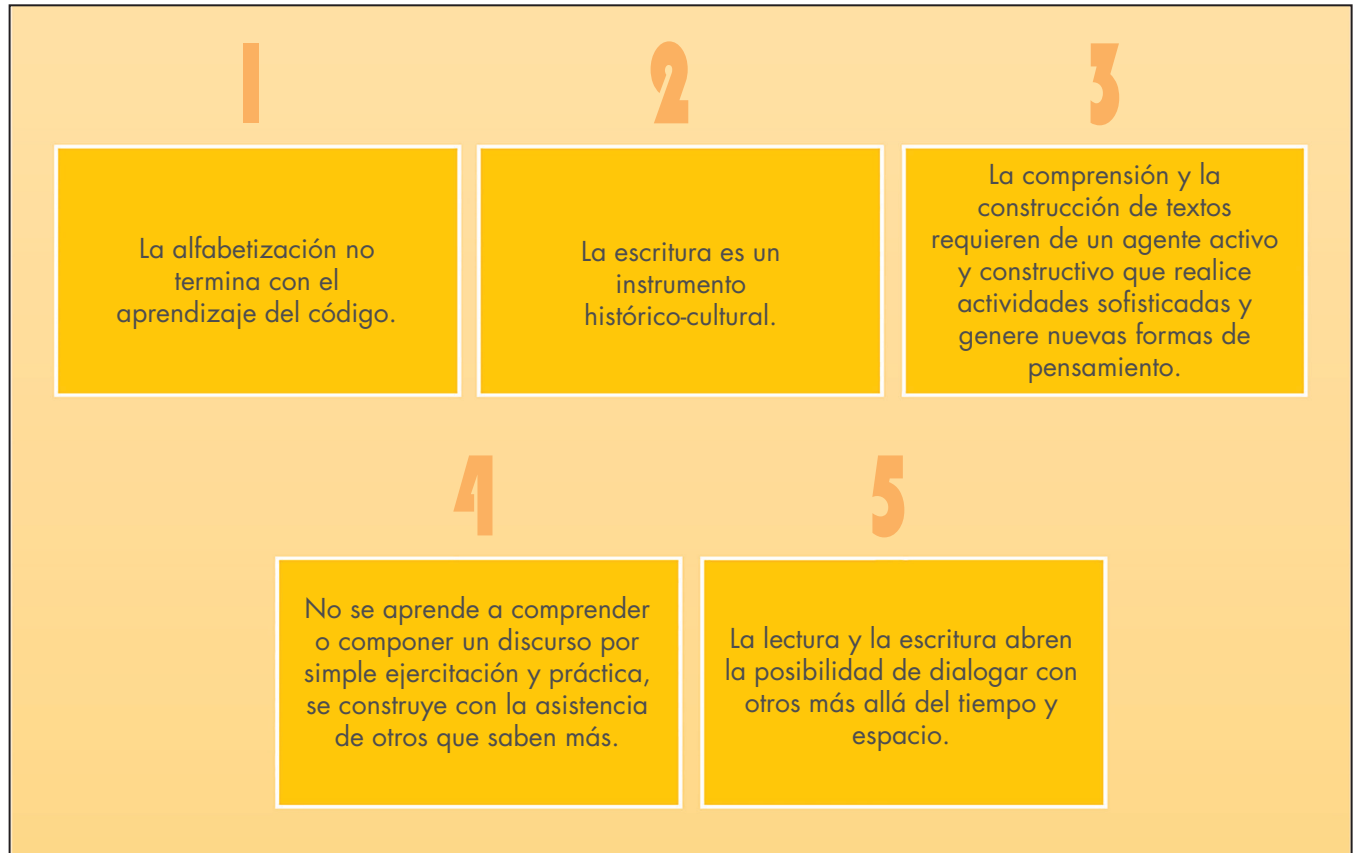 1
La alfabetización no
termina con el
aprendizaje del código.
2
La escritura es un
instrumento
histórico-cultural.
3
La comprensión y la
construcción de textos
requieren de un agente activo
y constructivo que realice
actividades sofisticadas y
genere nuevas formas de
pensamiento.
4
No se aprende a comprender
o componer un discurso por
simple ejercitación y práctica,
se construye con la asistencia
de otros que saben más.
5
La lectura y la escritura abren
la posibilidad de dialogar con
otros más allá del tiempo y
espacio.